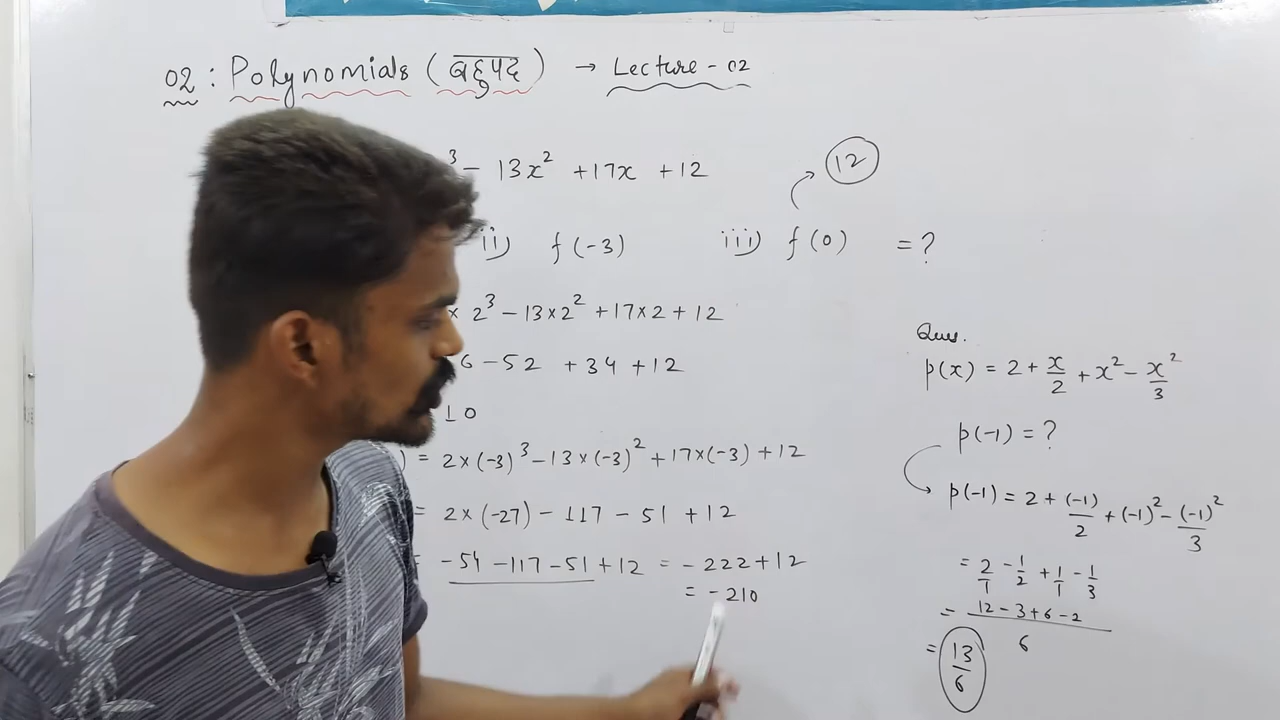 02 : Polynomials (बहुपद) → Lecture - 02
³ - 13x² + 17x + 12
12
ii) f(-3) iii) f(0) = ?
× 2³ - 13×2² + 17×2 + 12
6 - 52 + 34 + 12
10
) = 2×(-3)³ - 13×(-3)² + 17×(-3) + 12
= 2×(-27) - 117 - 51 + 12
= -54 - 117 - 51 + 12 = -222 + 12
= -210
Ques.
p(x) = 2 + x/2 + x² - x²/3
p(-1) = ?
p(-1) = 2 + (-1)/2 + (-1)² - (-1)²/3
= 2/1 - 1/2 + 1/1 - 1/3
= 12 - 3 + 6 - 2 / 6
= 13/6